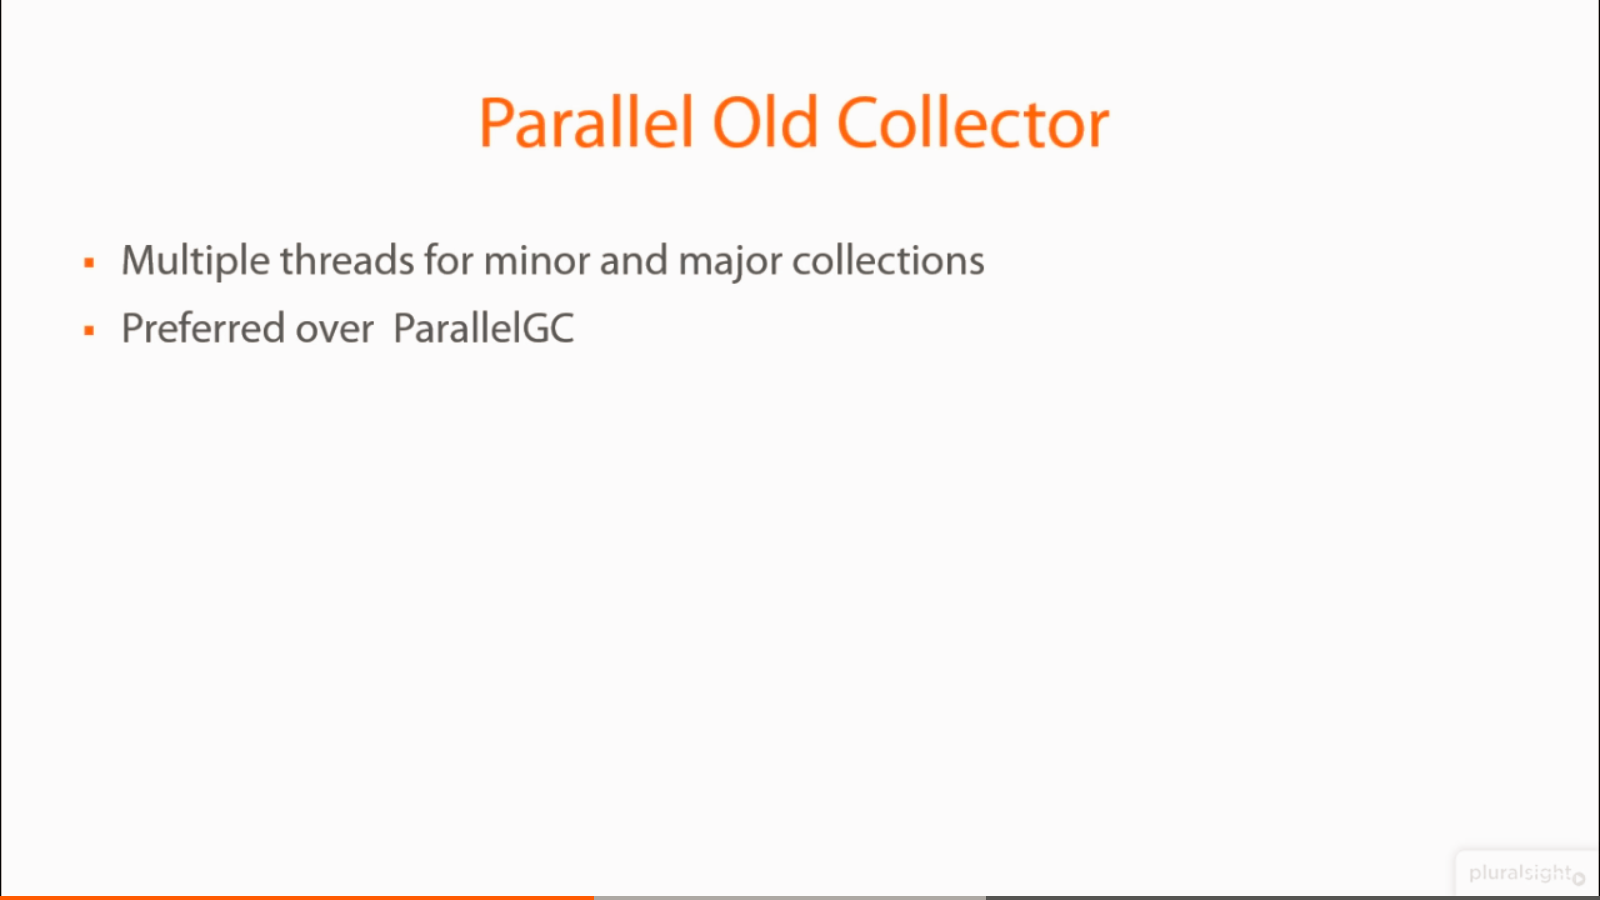 Parallel Old Collector
Multiple threads for minor and major collections
Preferred over  ParallelGC
pluralsight